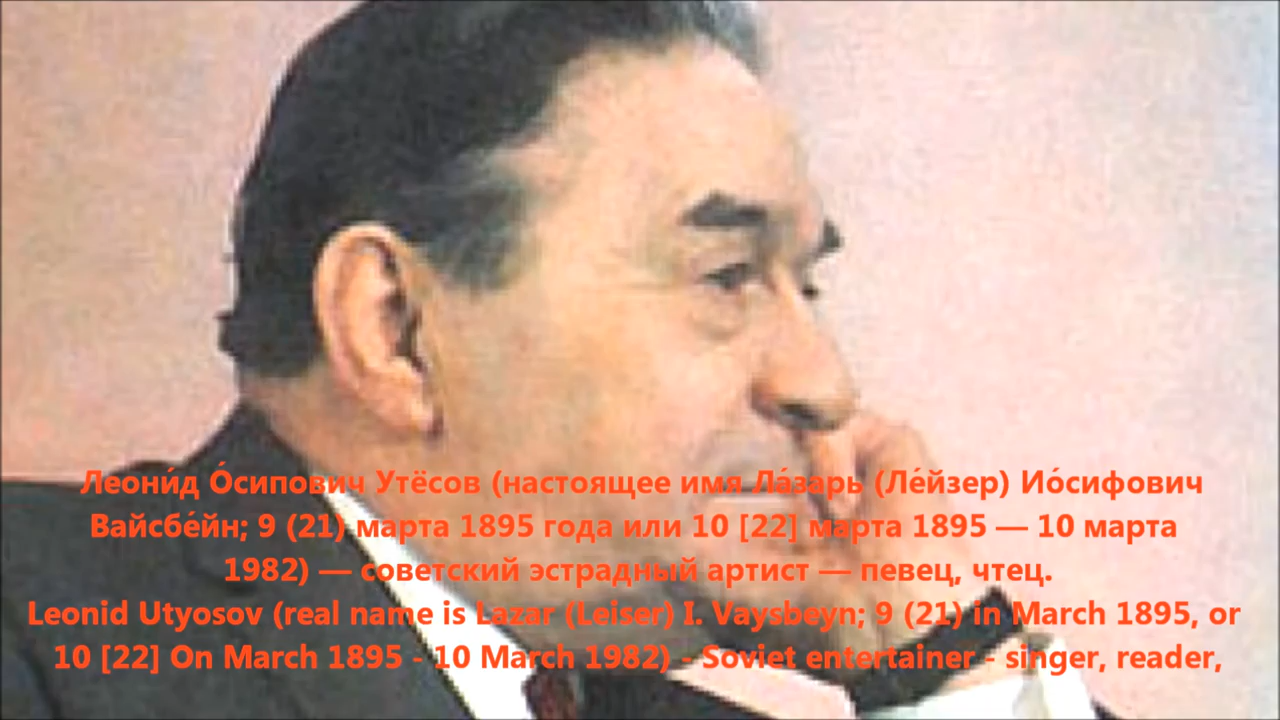 Леони́д О́сипович Утёсов (настоящее имя Ла́зарь (Ле́йзер) Ио́сифович
Вайсбе́йн; 9 (21) марта 1895 года или 10 [22] марта 1895 — 10 марта
1982) — советский эстрадный артист — певец, чтец.
Leonid Utyosov (real name is Lazar (Leiser) I. Vaysbeyn; 9 (21) in March 1895, or
10 [22] On March 1895 - 10 March 1982) - Soviet entertainer - singer, reader,